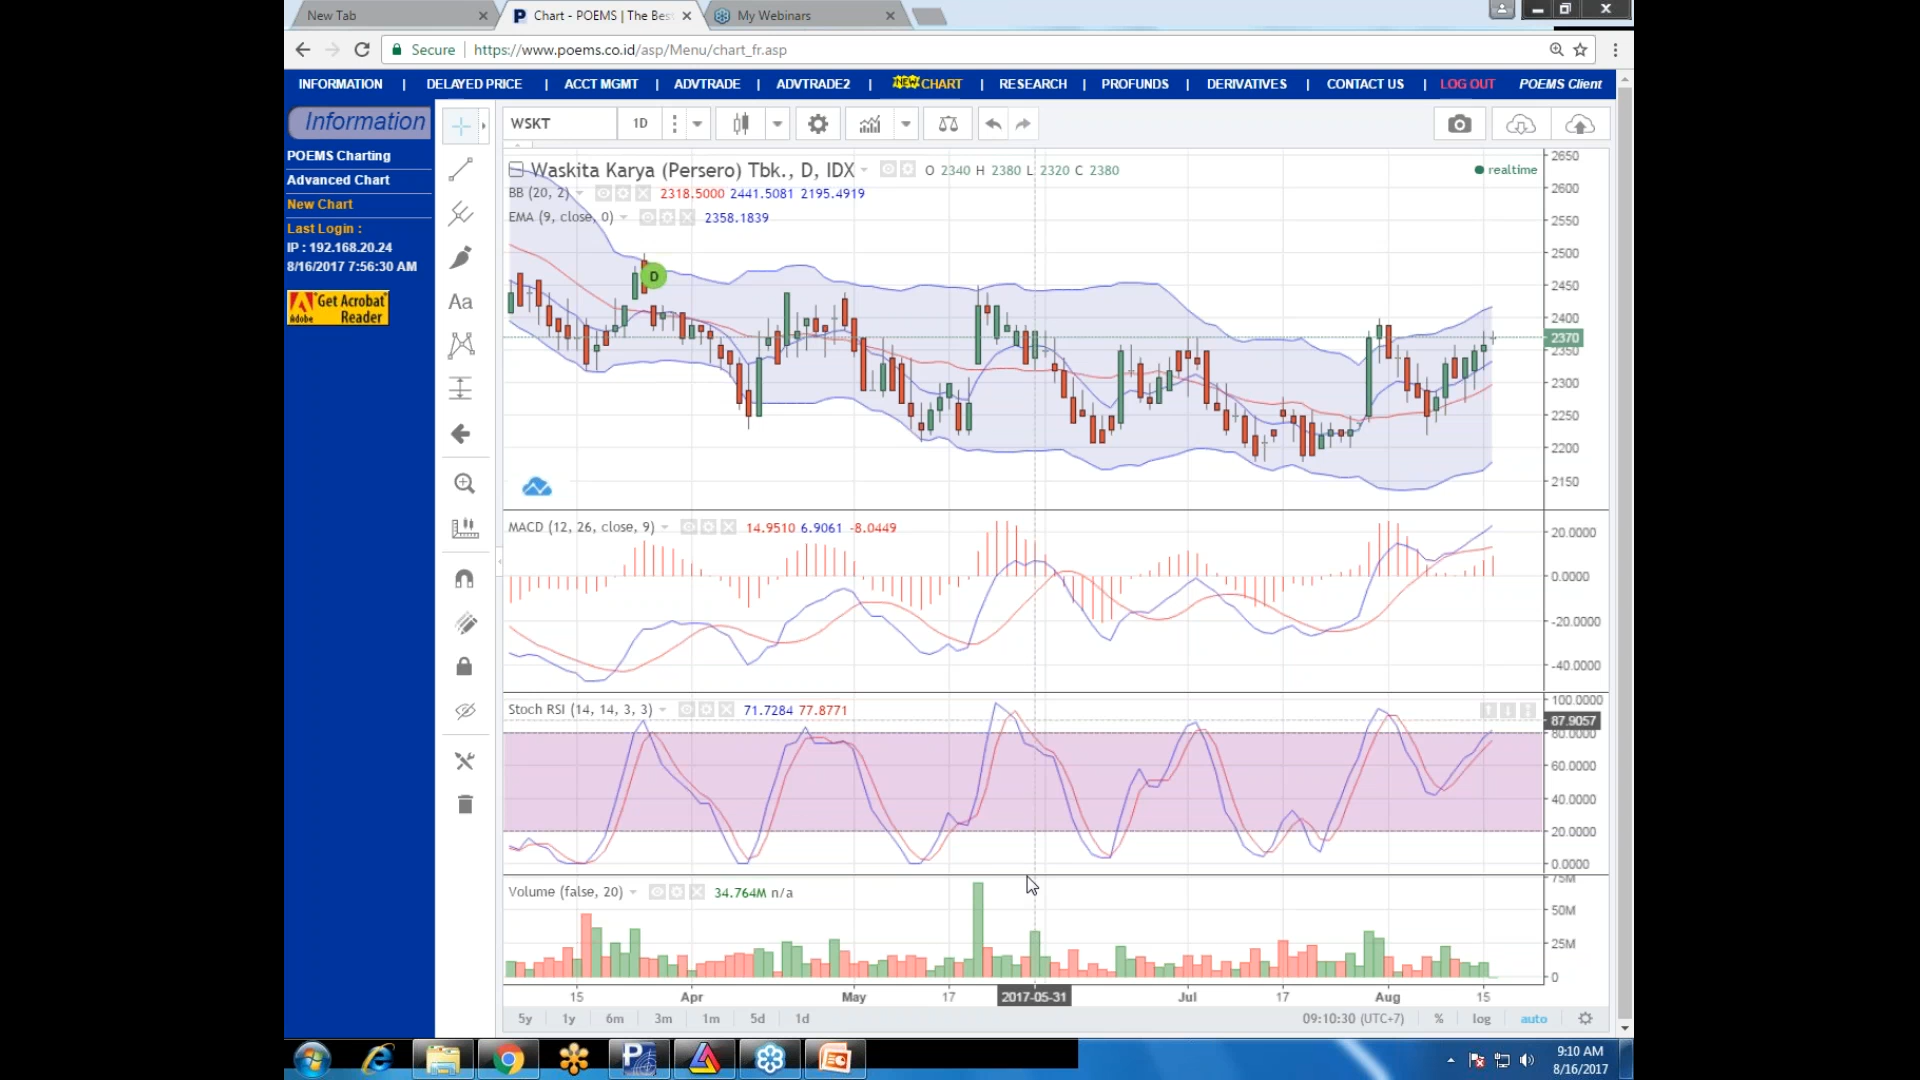 New Tab
Chart - POEMS | The Bes
My Webinars
Secure https://www.poems.co.id/asp/Menu/chart_fr.asp
INFORMATION | DELAYED PRICE | ACCT MGMT | ADVTRADE | ADVTRADE2 | NEW CHART | RESEARCH | PROFUNDS | DERIVATIVES | CONTACT US | LOG OUT POEMS Client
Information
POEMS Charting
Advanced Chart
New Chart
Last Login :
IP : 192.168.20.24
8/16/2017 7:56:30 AM
Get Acrobat
Adobe Reader
WSKT 1D
Aa
Waskita Karya (Persero) Tbk., D, IDX O 2340 H 2380 L 2320 C 2380
realtime
BB (20, 2) 2318.5000 2441.5081 2195.4919
EMA (9, close, 0) 2358.1839
D
2650
2600
2550
2500
2450
2400
2370
2350
2300
2250
2200
2150
MACD (12, 26, close, 9) 14.9510 6.9061 -8.0449
20.0000
0.0000
-20.0000
-40.0000
Stoch RSI (14, 14, 3, 3) 71.7284 77.8771
100.0000
87.9057
80.0000
60.0000
40.0000
20.0000
0.0000
Volume (false, 20) 34.764M n/a
75M
50M
25M
0
15 Apr May 17 2017-05-31 Jul 17 Aug 15
5y 1y 6m 3m 1m 5d 1d 09:10:30 (UTC+7) % log auto
9:10 AM
8/16/2017